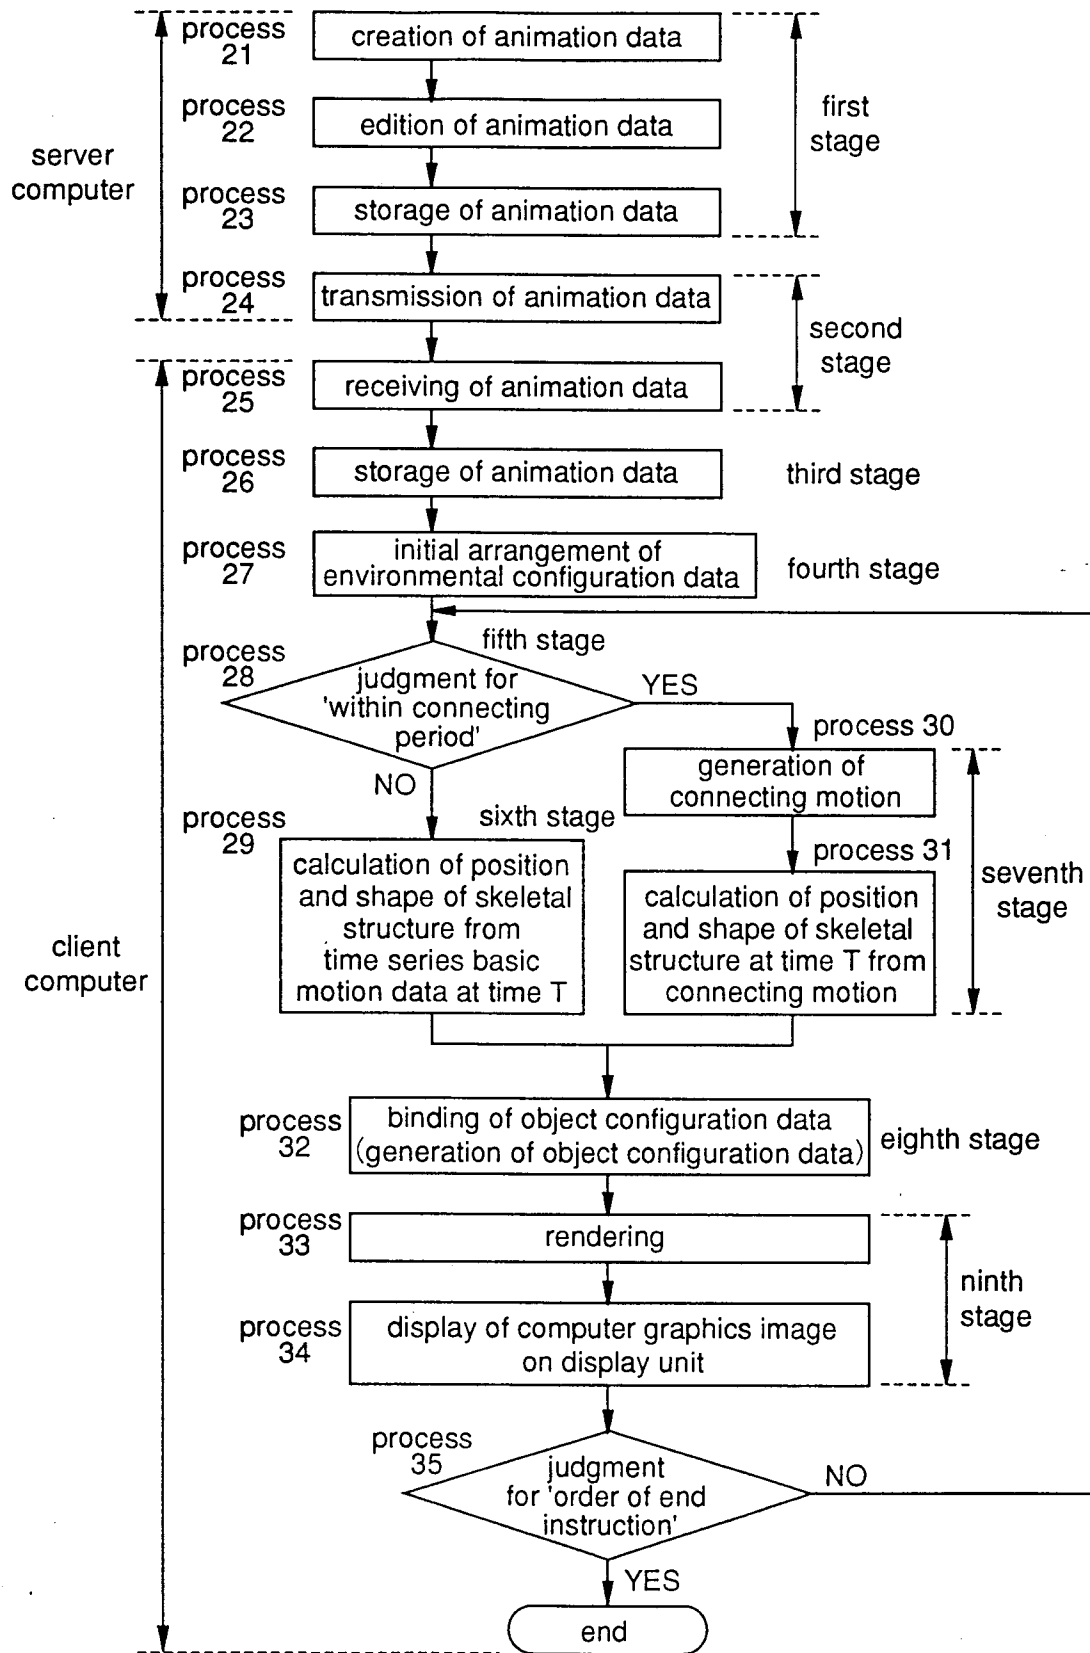 process
21
creation of animation data
process
22
edition of animation data
first
stage
server
computer
process
23
storage of animation data
process
24
transmission of animation data
second
stage
process
25
receiving of animation data
process
26
storage of animation data
third stage
process
27
initial arrangement of
environmental configuration data
fourth stage
fifth stage
process
28
judgment for
'within connecting
period'
YES
NO
process 30
generation of
connecting motion
sixth stage
process
29
calculation of position
and shape of skeletal
structure from
time series basic
motion data at time T
process 31
calculation of position
and shape of skeletal
structure at time T from
connecting motion
seventh
stage
client
computer
process
32
binding of object configuration data
(generation of object configuration data)
eighth stage
process
33
rendering
ninth
stage
process
34
display of computer graphics image
on display unit
process
35
judgment
for 'order of end
instruction'
NO
YES
end